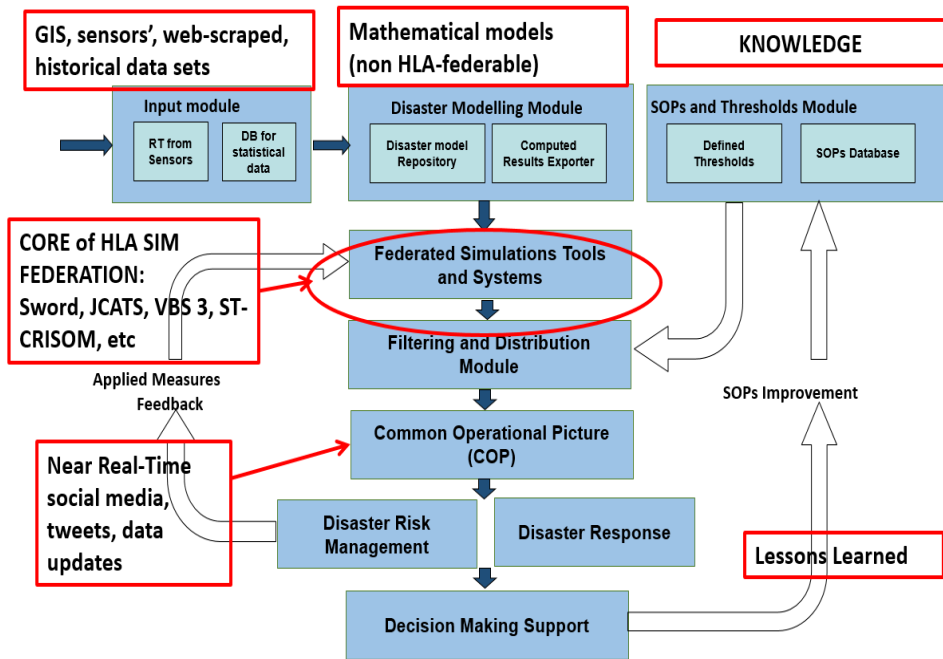 GIS, sensors’, web-scraped,
historical data sets
Mathematical models
(non HLA-federable)
KNOWLEDGE
Input module
RT from
Sensors
DB for
statistical
data
Disaster Modelling Module
Disaster model
Repository
Computed
Results Exporter
SOPs and Thresholds Module
Defined
Thresholds
SOPs Database
CORE of HLA SIM
FEDERATION:
Sword, JCATS, VBS 3, ST-
CRISOM, etc
Federated Simulations Tools
and Systems
Filtering and Distribution
Module
Applied Measures
Feedback
SOPs Improvement
Common Operational Picture
(COP)
Near Real-Time
social media,
tweets, data
updates
Disaster Risk
Management
Disaster Response
Lessons Learned
Decision Making Support